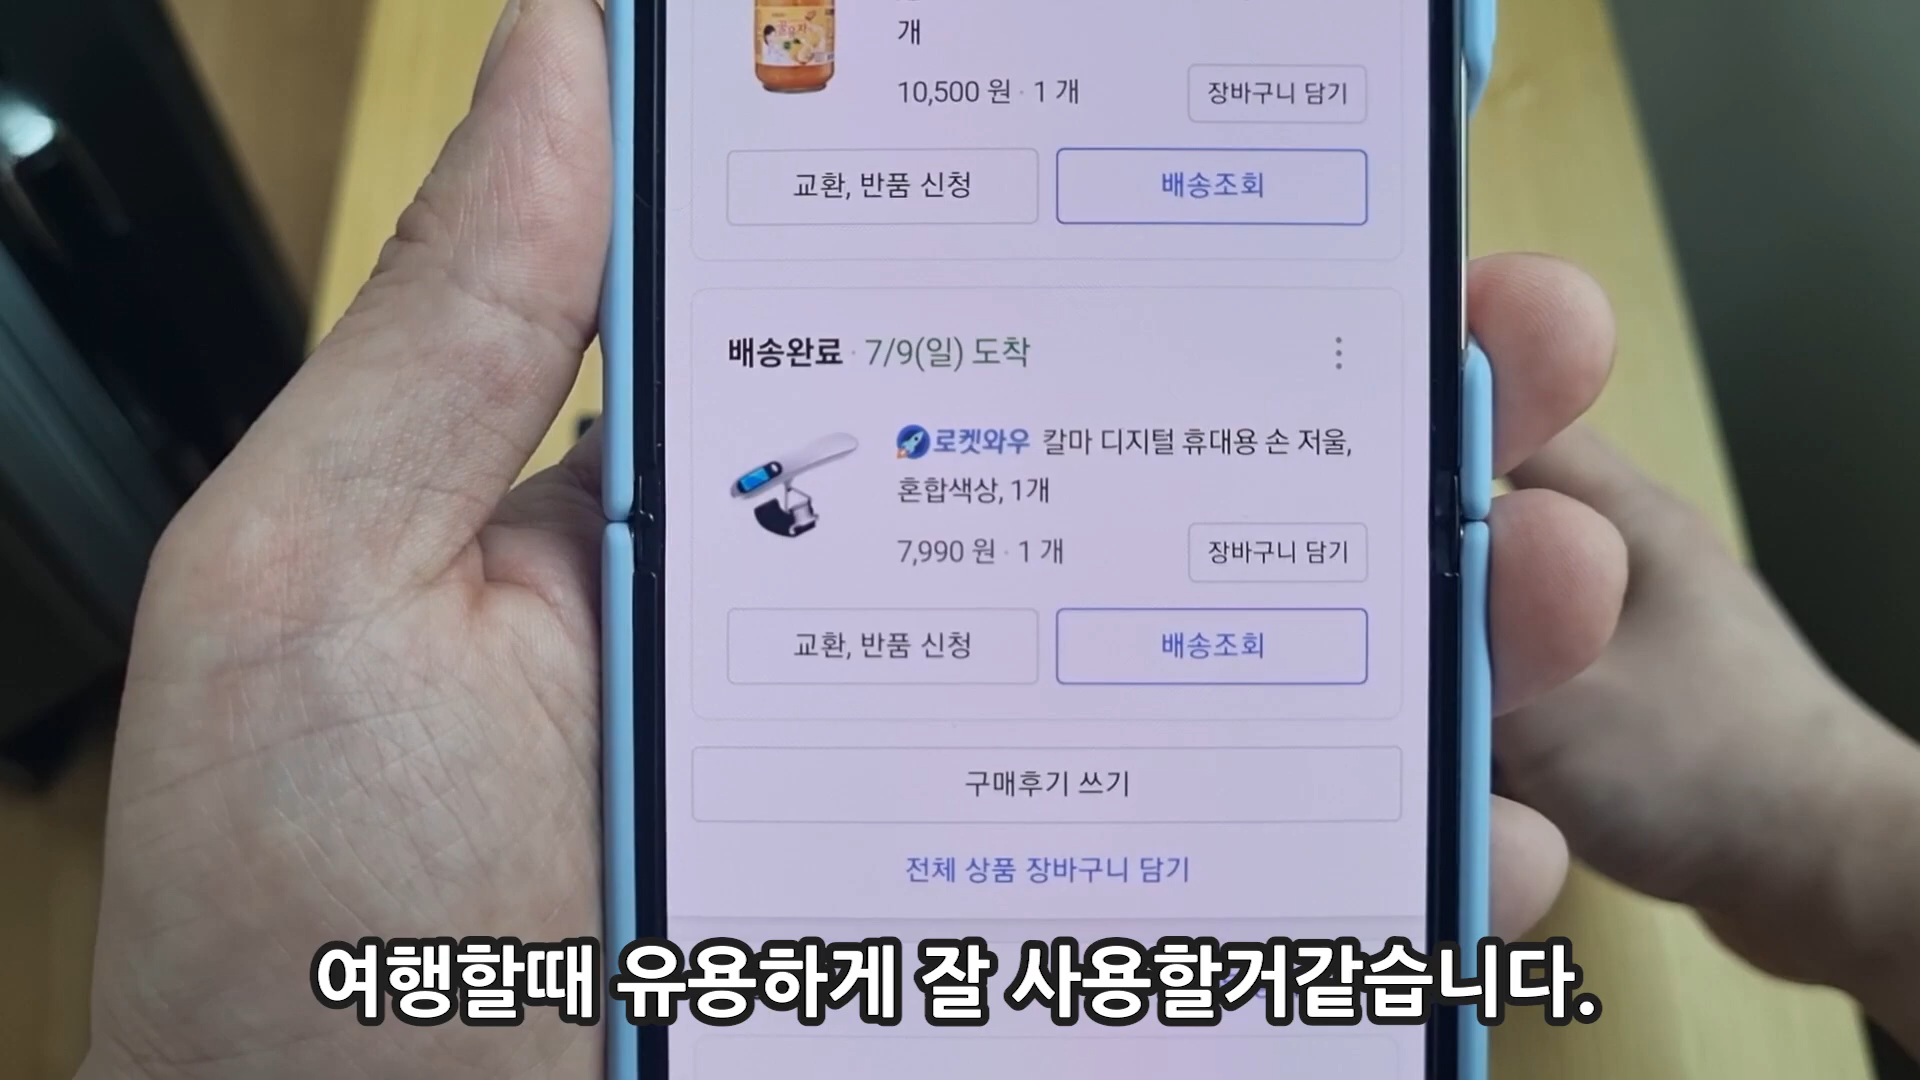 개
10,500 원 · 1 개
장바구니 담기
교환, 반품 신청
배송조회
배송완료 · 7/9(일) 도착
로켓와우 칼마 디지털 휴대용 손 저울,
혼합색상, 1개
7,990 원 · 1 개
장바구니 담기
교환, 반품 신청
배송조회
구매후기 쓰기
전체 상품 장바구니 담기
여행할때 유용하게 잘 사용할거같습니다.